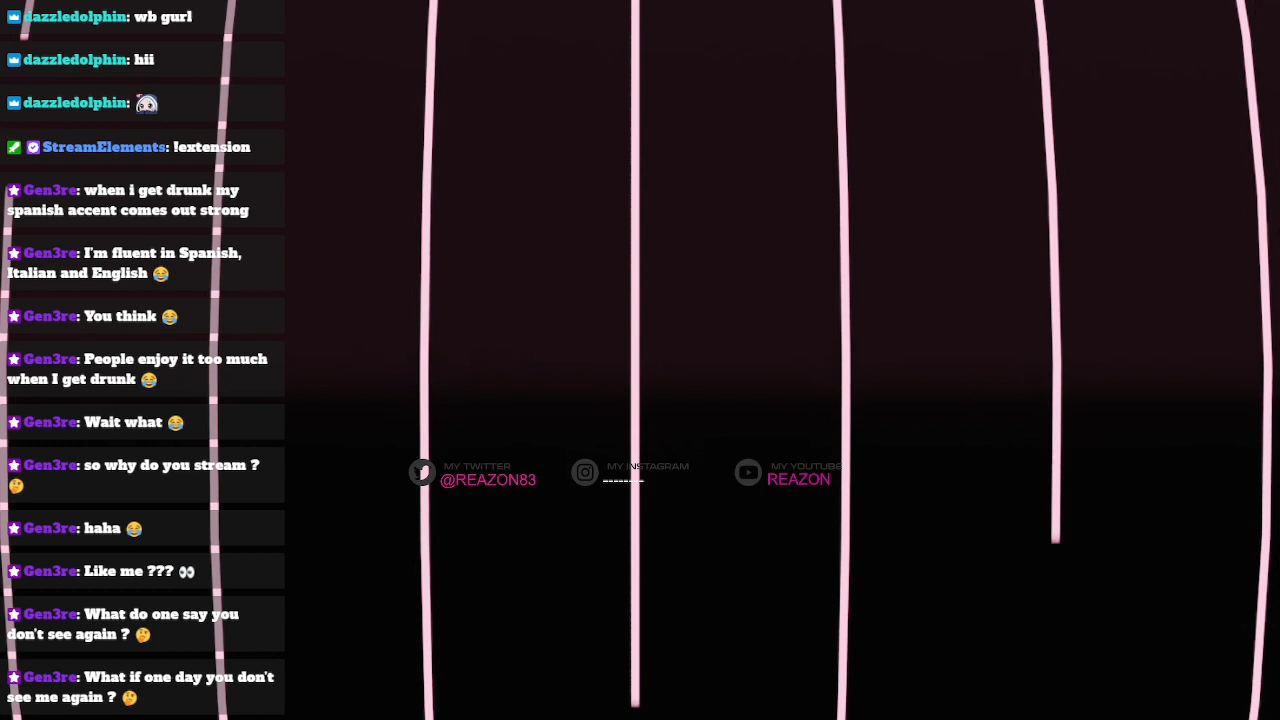 dazzledolphin: wb gurl
dazzledolphin: hii
dazzledolphin:
StreamElements: !extension
Gen3re: when i get drunk my
spanish accent comes out strong
Gen3re: I'm fluent in Spanish,
Italian and English 😂
Gen3re: You think 😂
Gen3re: People enjoy it too much
when I get drunk 😂
Gen3re: Wait what 😂
Gen3re: so why do you stream ?
🤔
Gen3re: haha 😂
Gen3re: Like me ??? 👀
Gen3re: What do one say you
don't see again ? 🤔
Gen3re: What if one day you don't
see me again ? 🤔
MY TWITTER
@REAZON83
MY INSTAGRAM
--------
MY YOUTUBE
REAZON